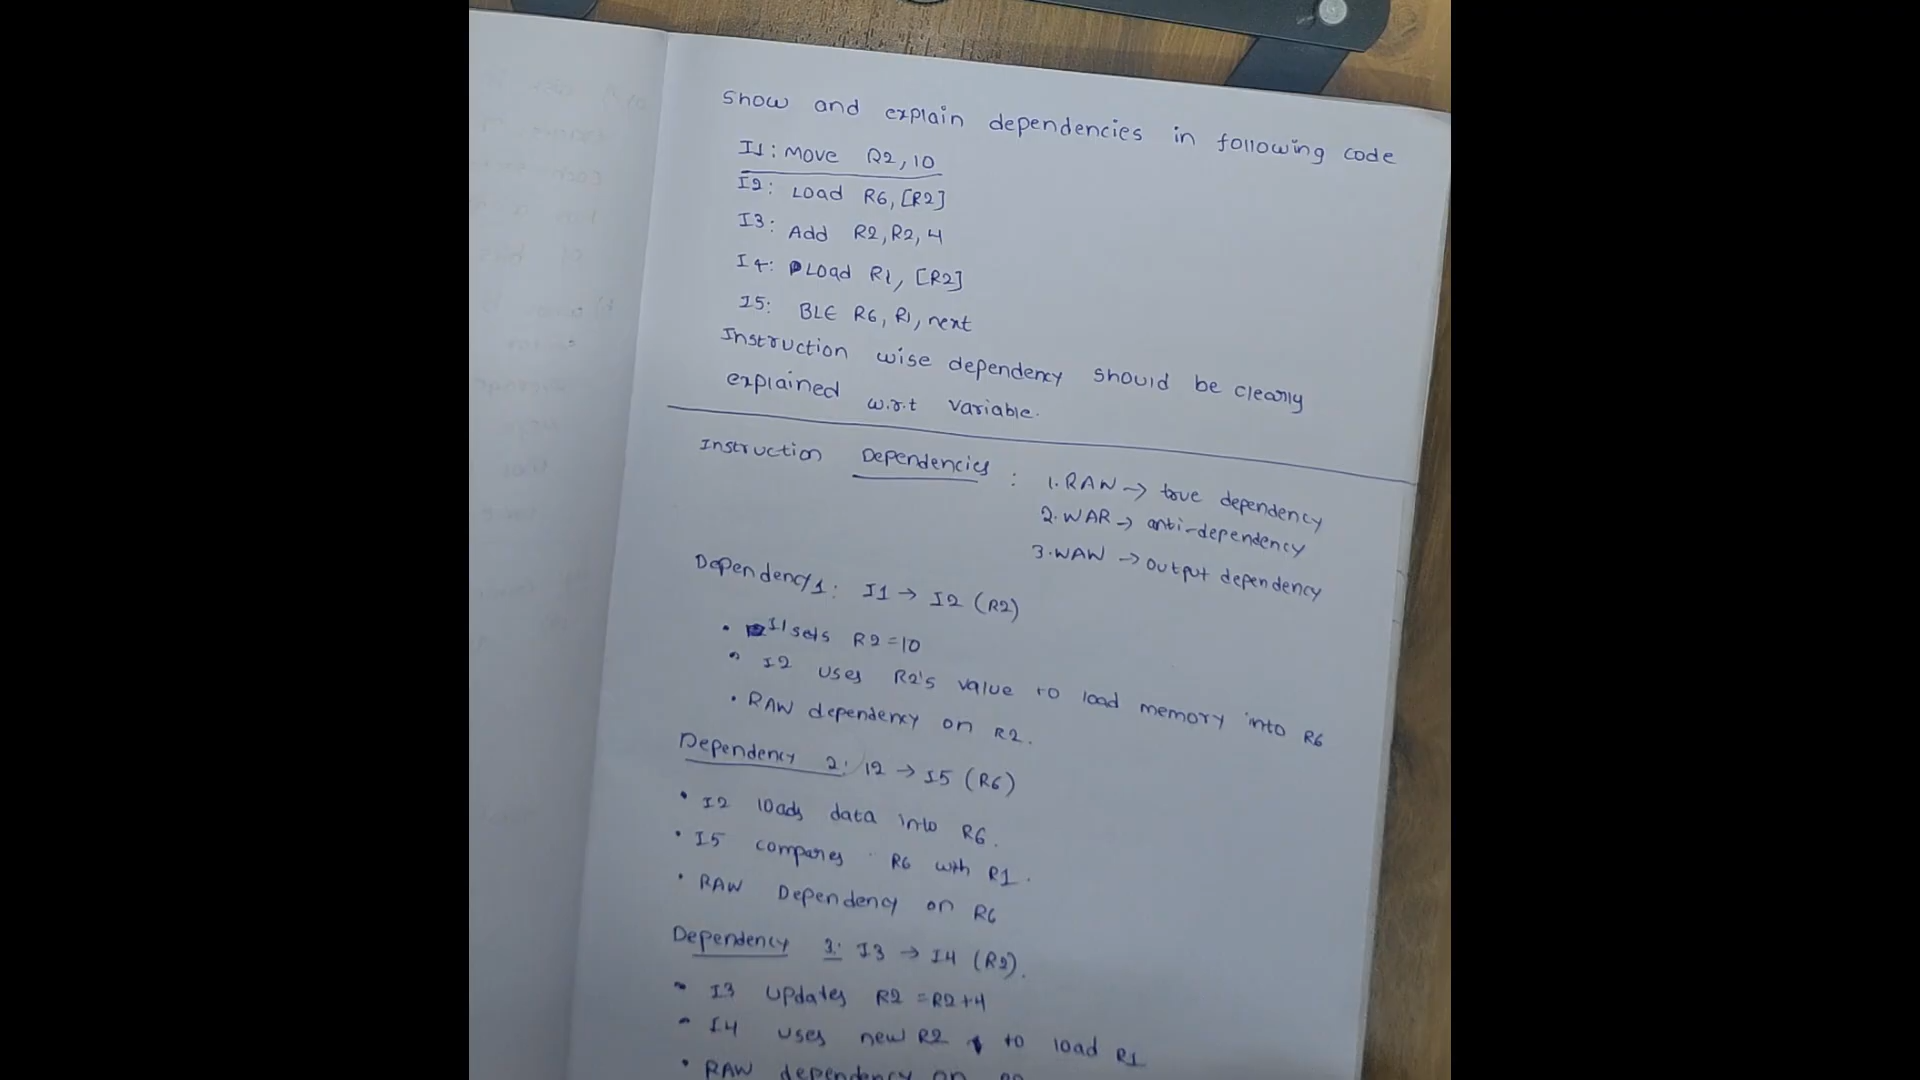 Show and explain dependencies in following code
I1: Move R2, 10
I2: Load R6, [R2]
I3: Add R2, R2, 4
I4: Load R1, [R2]
I5: BLE R6, R1, next
Instruction wise dependency should be clearly
explained w.r.t variable.
Instruction Dependencies : 1. RAW → true dependency
2. WAR → anti-dependency
3. WAW → output dependency
Dependency 1: I1 → I2 (R2)
• I1 sets R2 = 10
• I2 uses R2's value to load memory into R6
• RAW dependency on R2.
Dependency 2: I2 → I5 (R6)
• I2 loads data into R6.
• I5 compares R6 with R1.
• RAW Dependency on R6
Dependency 3: I3 → I4 (R2).
• I3 updates R2 = R2+4
• I4 uses new R2 to load R1
• RAW dependency on